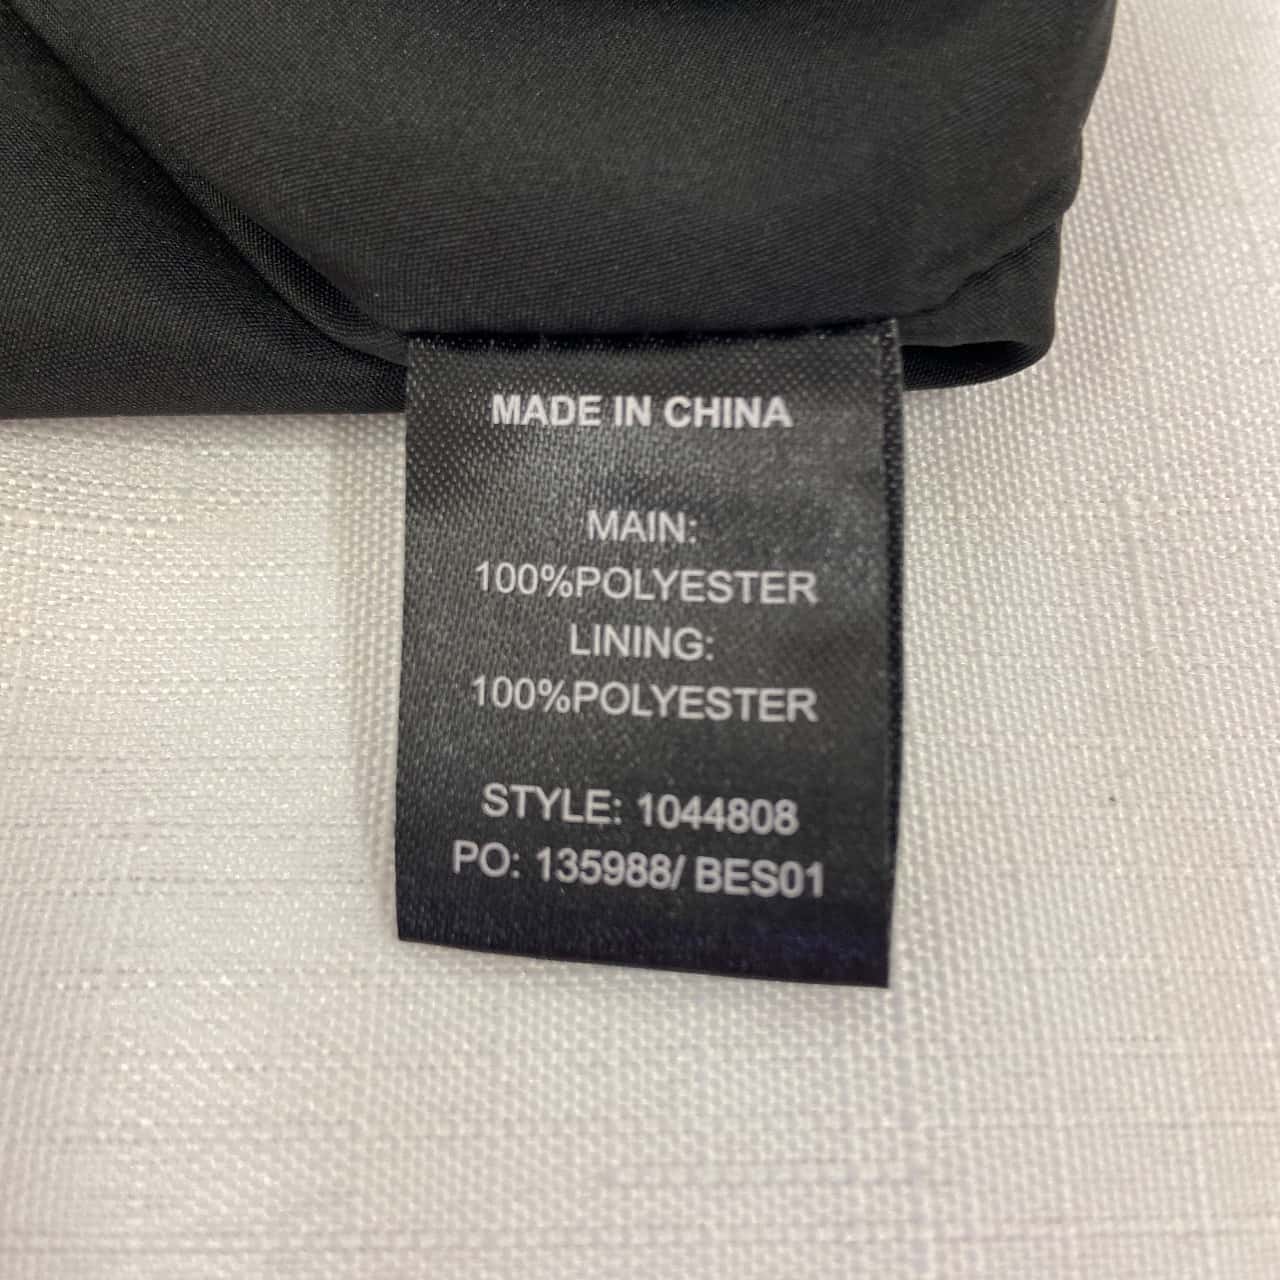 MADE IN CHINA
MAIN:
100%POLYESTER
LINING:
100%POLYESTER
STYLE: 1044808
PO: 135988/ BES01